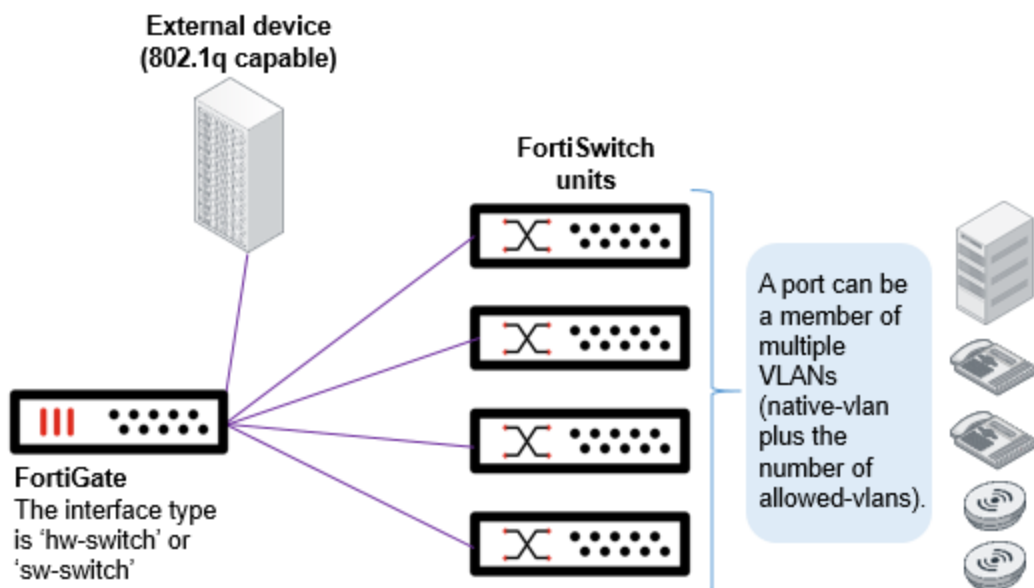 External device
(802.1q capable)
FortiSwitch
units
A port can be
a member of
multiple
VLANs
(native-vlan
plus the
number of
allowed-vlans).
FortiGate
The interface type
is ‘hw-switch’ or
‘sw-switch’